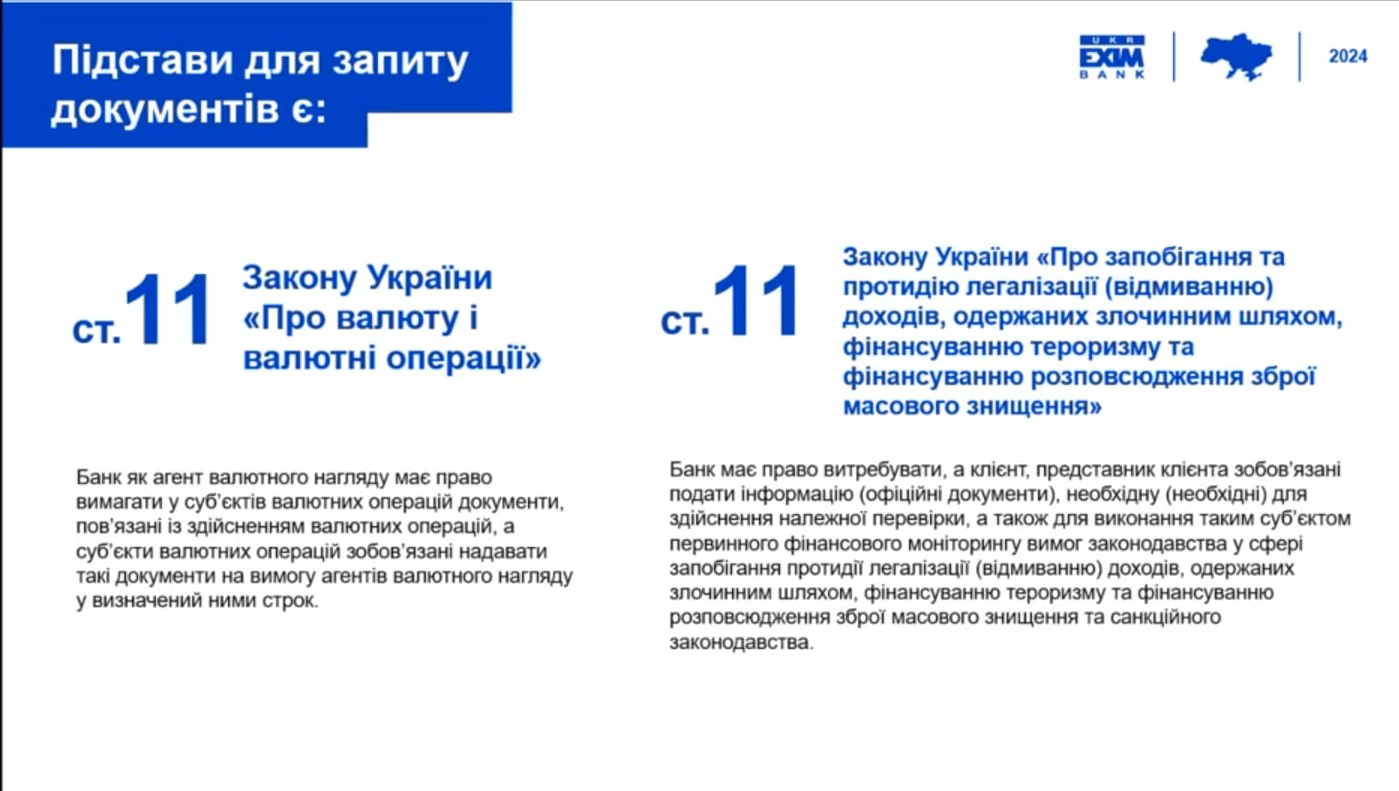 Підстави для запиту
документів є:
UKR
EXIM
BANK
2024
ст.11
Закону України
«Про валюту і
валютні операції»
Банк як агент валютного нагляду має право
вимагати у суб’єктів валютних операцій документи,
пов’язані із здійсненням валютних операцій, а
суб’єкти валютних операцій зобов’язані надавати
такі документи на вимогу агентів валютного нагляду
у визначений ними строк.
ст.11
Закону України «Про запобігання та
протидію легалізації (відмиванню)
доходів, одержаних злочинним шляхом,
фінансуванню тероризму та
фінансуванню розповсюдження зброї
масового знищення»
Банк має право витребувати, а клієнт, представник клієнта зобов’язані
подати інформацію (офіційні документи), необхідну (необхідні) для
здійснення належної перевірки, а також для виконання таким суб’єктом
первинного фінансового моніторингу вимог законодавства у сфері
запобігання протидії легалізації (відмиванню) доходів, одержаних
злочинним шляхом, фінансуванню тероризму та фінансуванню
розповсюдження зброї масового знищення та санкційного
законодавства.